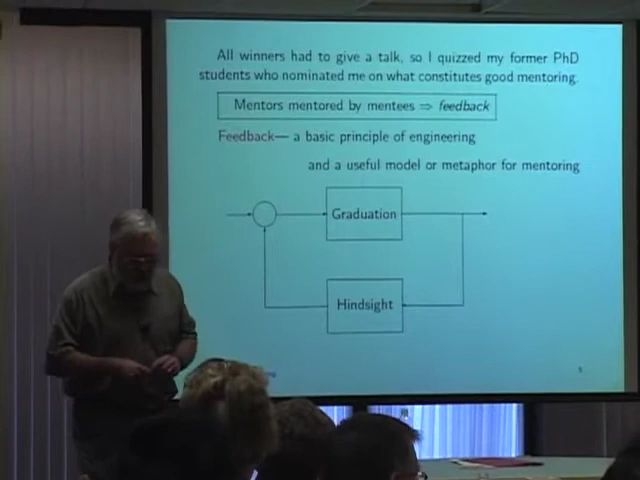 All winners had to give a talk, so I quizzed my former PhD
students who nominated me on what constitutes good mentoring.
Mentors mentored by mentees ⇒ feedback
Feedback— a basic principle of engineering
and a useful model or metaphor for mentoring
Graduation
Hindsight